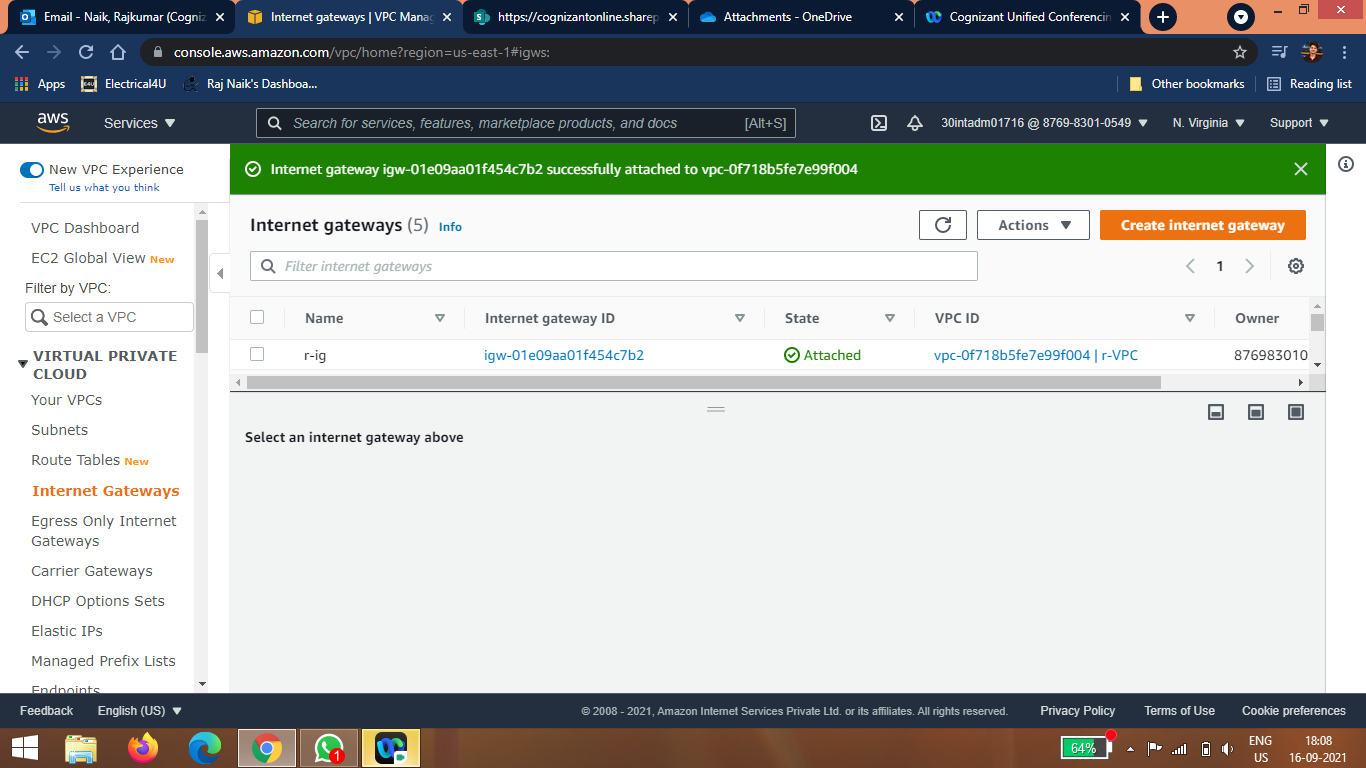 Email - Naik, Rajkumar (Cogniz
Internet gateways | VPC Manag
https://cognizantonline.sharep
Attachments - OneDrive
Cognizant Unified Conferencin
console.aws.amazon.com/vpc/home?region=us-east-1#igws:
Apps
Electrical4U
Raj Naik's Dashboa...
Other bookmarks
Reading list
aws
Services
Search for services, features, marketplace products, and docs
[Alt+S]
30intadm01716 @ 8769-8301-0549
N. Virginia
Support
New VPC Experience
Tell us what you think
Internet gateway igw-01e09aa01f454c7b2 successfully attached to vpc-0f718b5fe7e99f004
VPC Dashboard
EC2 Global View New
Filter by VPC:
Select a VPC
VIRTUAL PRIVATE
CLOUD
Your VPCs
Subnets
Route Tables New
Internet Gateways
Egress Only Internet
Gateways
Carrier Gateways
DHCP Options Sets
Elastic IPs
Managed Prefix Lists
Endpoints
Internet gateways (5) Info
Actions
Create internet gateway
Filter internet gateways
1
Name
Internet gateway ID
State
VPC ID
Owner
r-ig
igw-01e09aa01f454c7b2
Attached
vpc-0f718b5fe7e99f004 | r-VPC
876983010
Select an internet gateway above
Feedback
English (US)
© 2008 - 2021, Amazon Internet Services Private Ltd. or its affiliates. All rights reserved.
Privacy Policy
Terms of Use
Cookie preferences
1
64%
ENG
US
18:08
16-09-2021